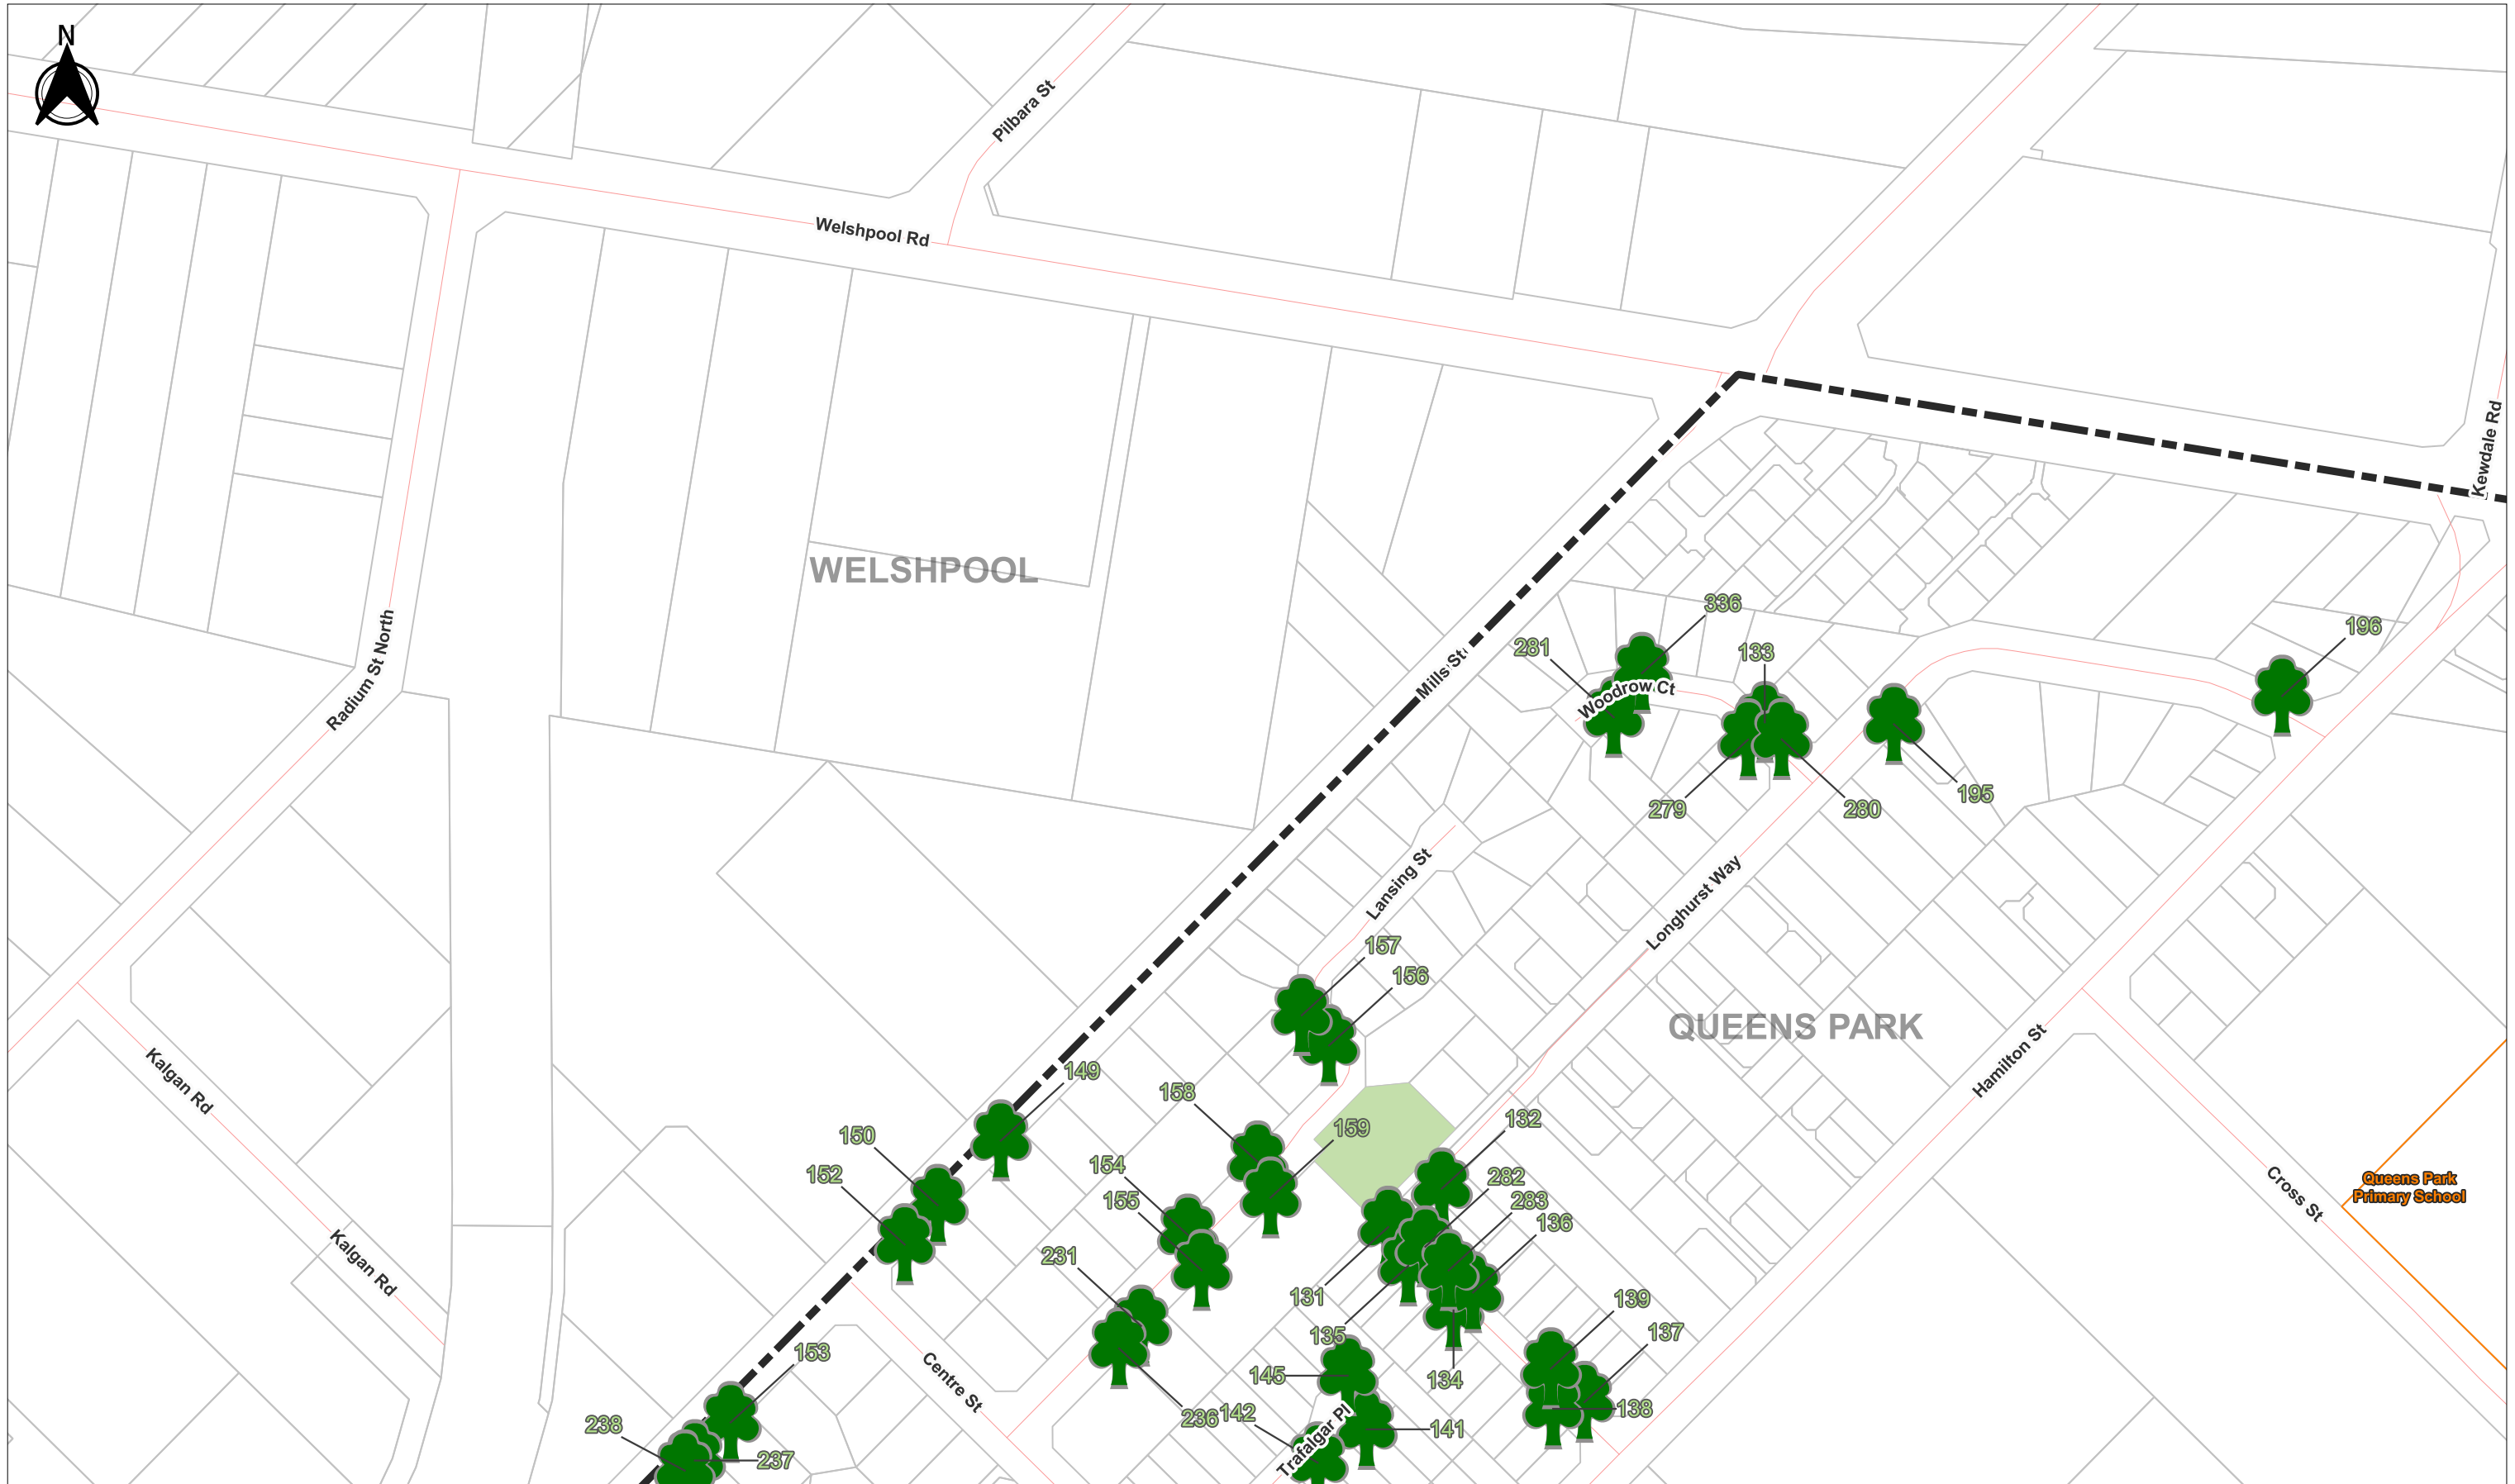 N
Pilbara St
Welshpool Rd
Kewdale Rd
WELSHPOOL
336
196
281
133
Mills St
Radium St North
Woodrow Ct
279
280
195
Lansing St
Longhurst Way
157
156
QUEENS PARK
Hamilton St
Kalgan Rd
149
158
159
132
150
154
152
155
282
283
136
Queens Park
Primary School
Cross St
231
Kalgan Rd
131
139
135
137
153
Centre St
145
134
238
236
142
141
138
Trafalgar Pl
237